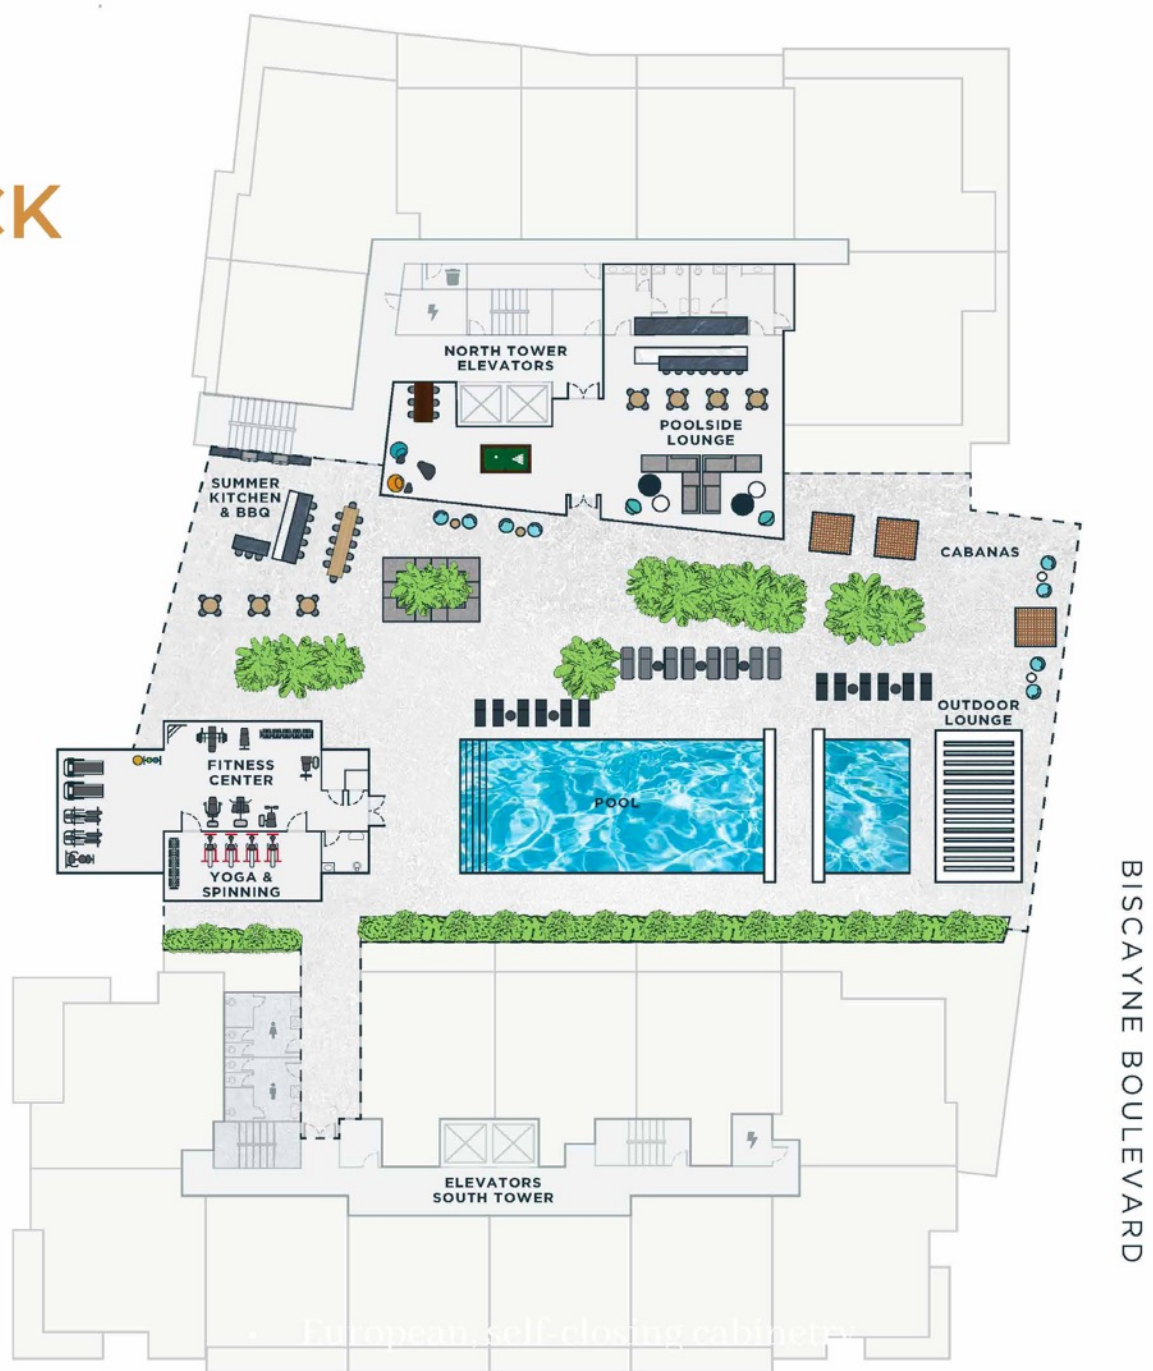 CK
NORTH TOWER
ELEVATORS
POOLSIDE
LOUNGE
SUMMER
KITCHEN
& BBQ
CABANAS
OUTDOOR
LOUNGE
FITNESS
CENTER
POOL
YOGA &
SPINNING
BISCAYNE BOULEVARD
ELEVATORS
SOUTH TOWER
• European, self-closing cabinetry